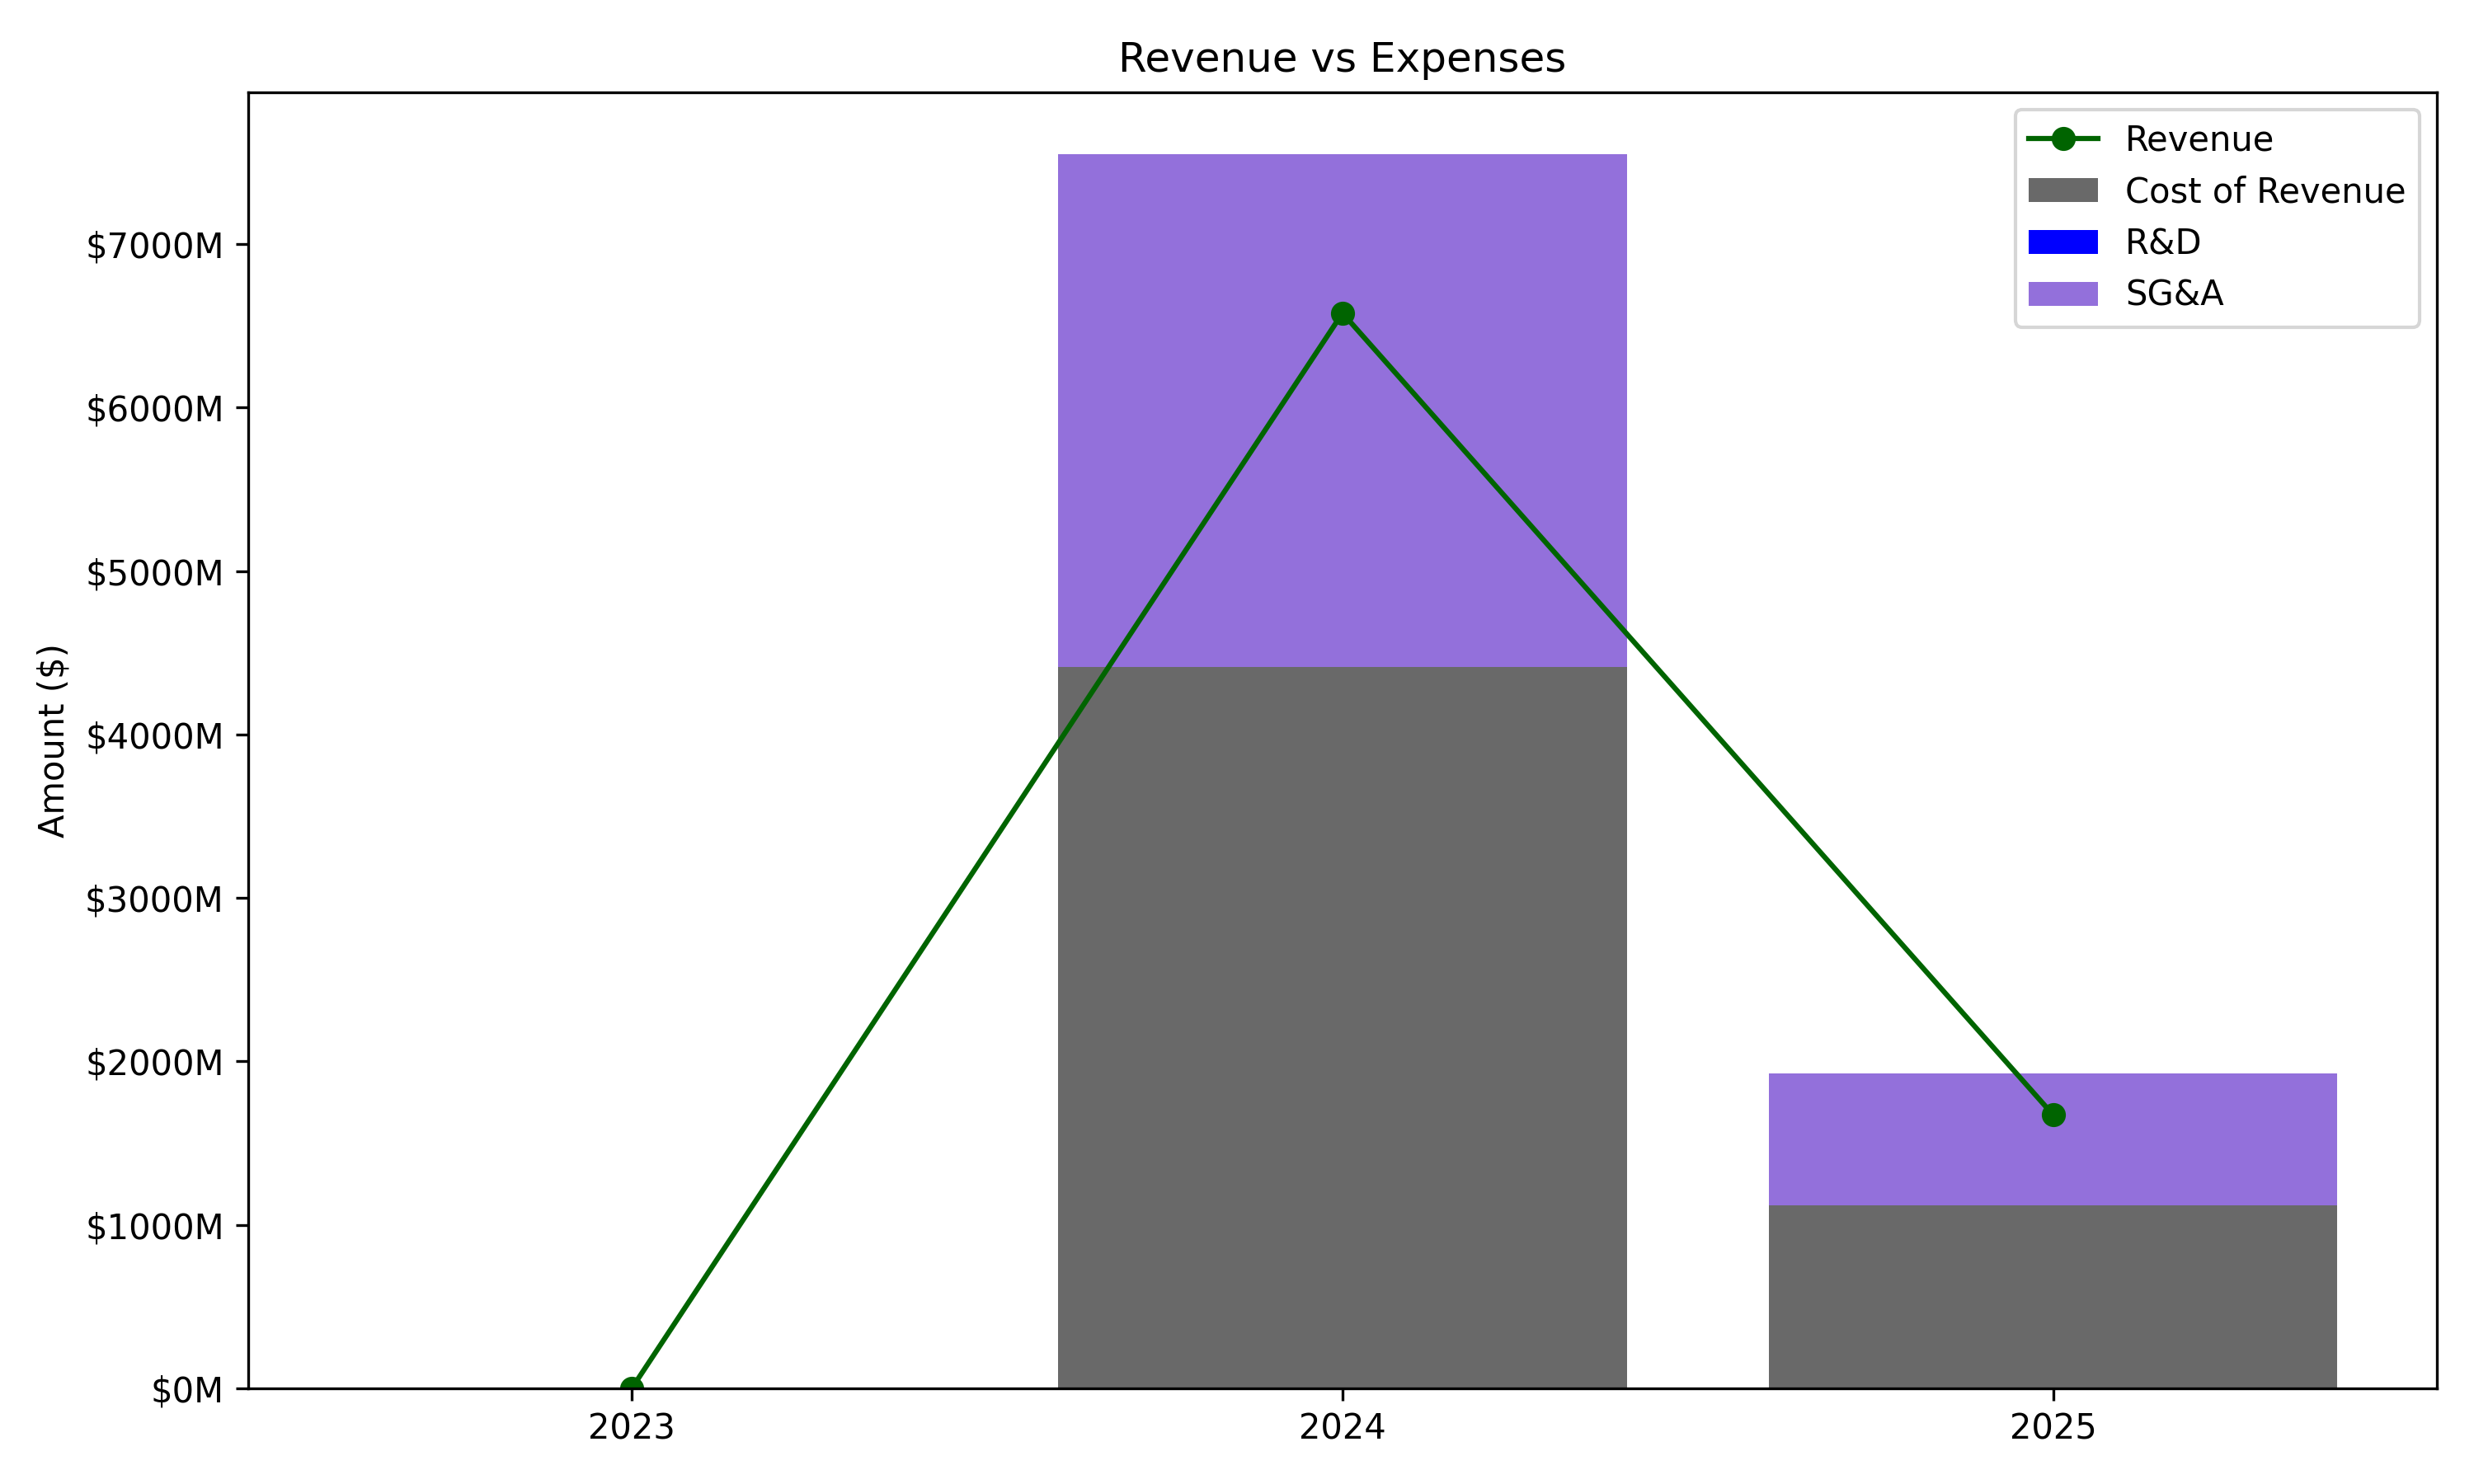 Revenue vs Expenses
Revenue
Cost of Revenue
R&D
SG&A
Amount ($)
$7000M
$6000M
$5000M
$4000M
$3000M
$2000M
$1000M
$0M
2023
2024
2025